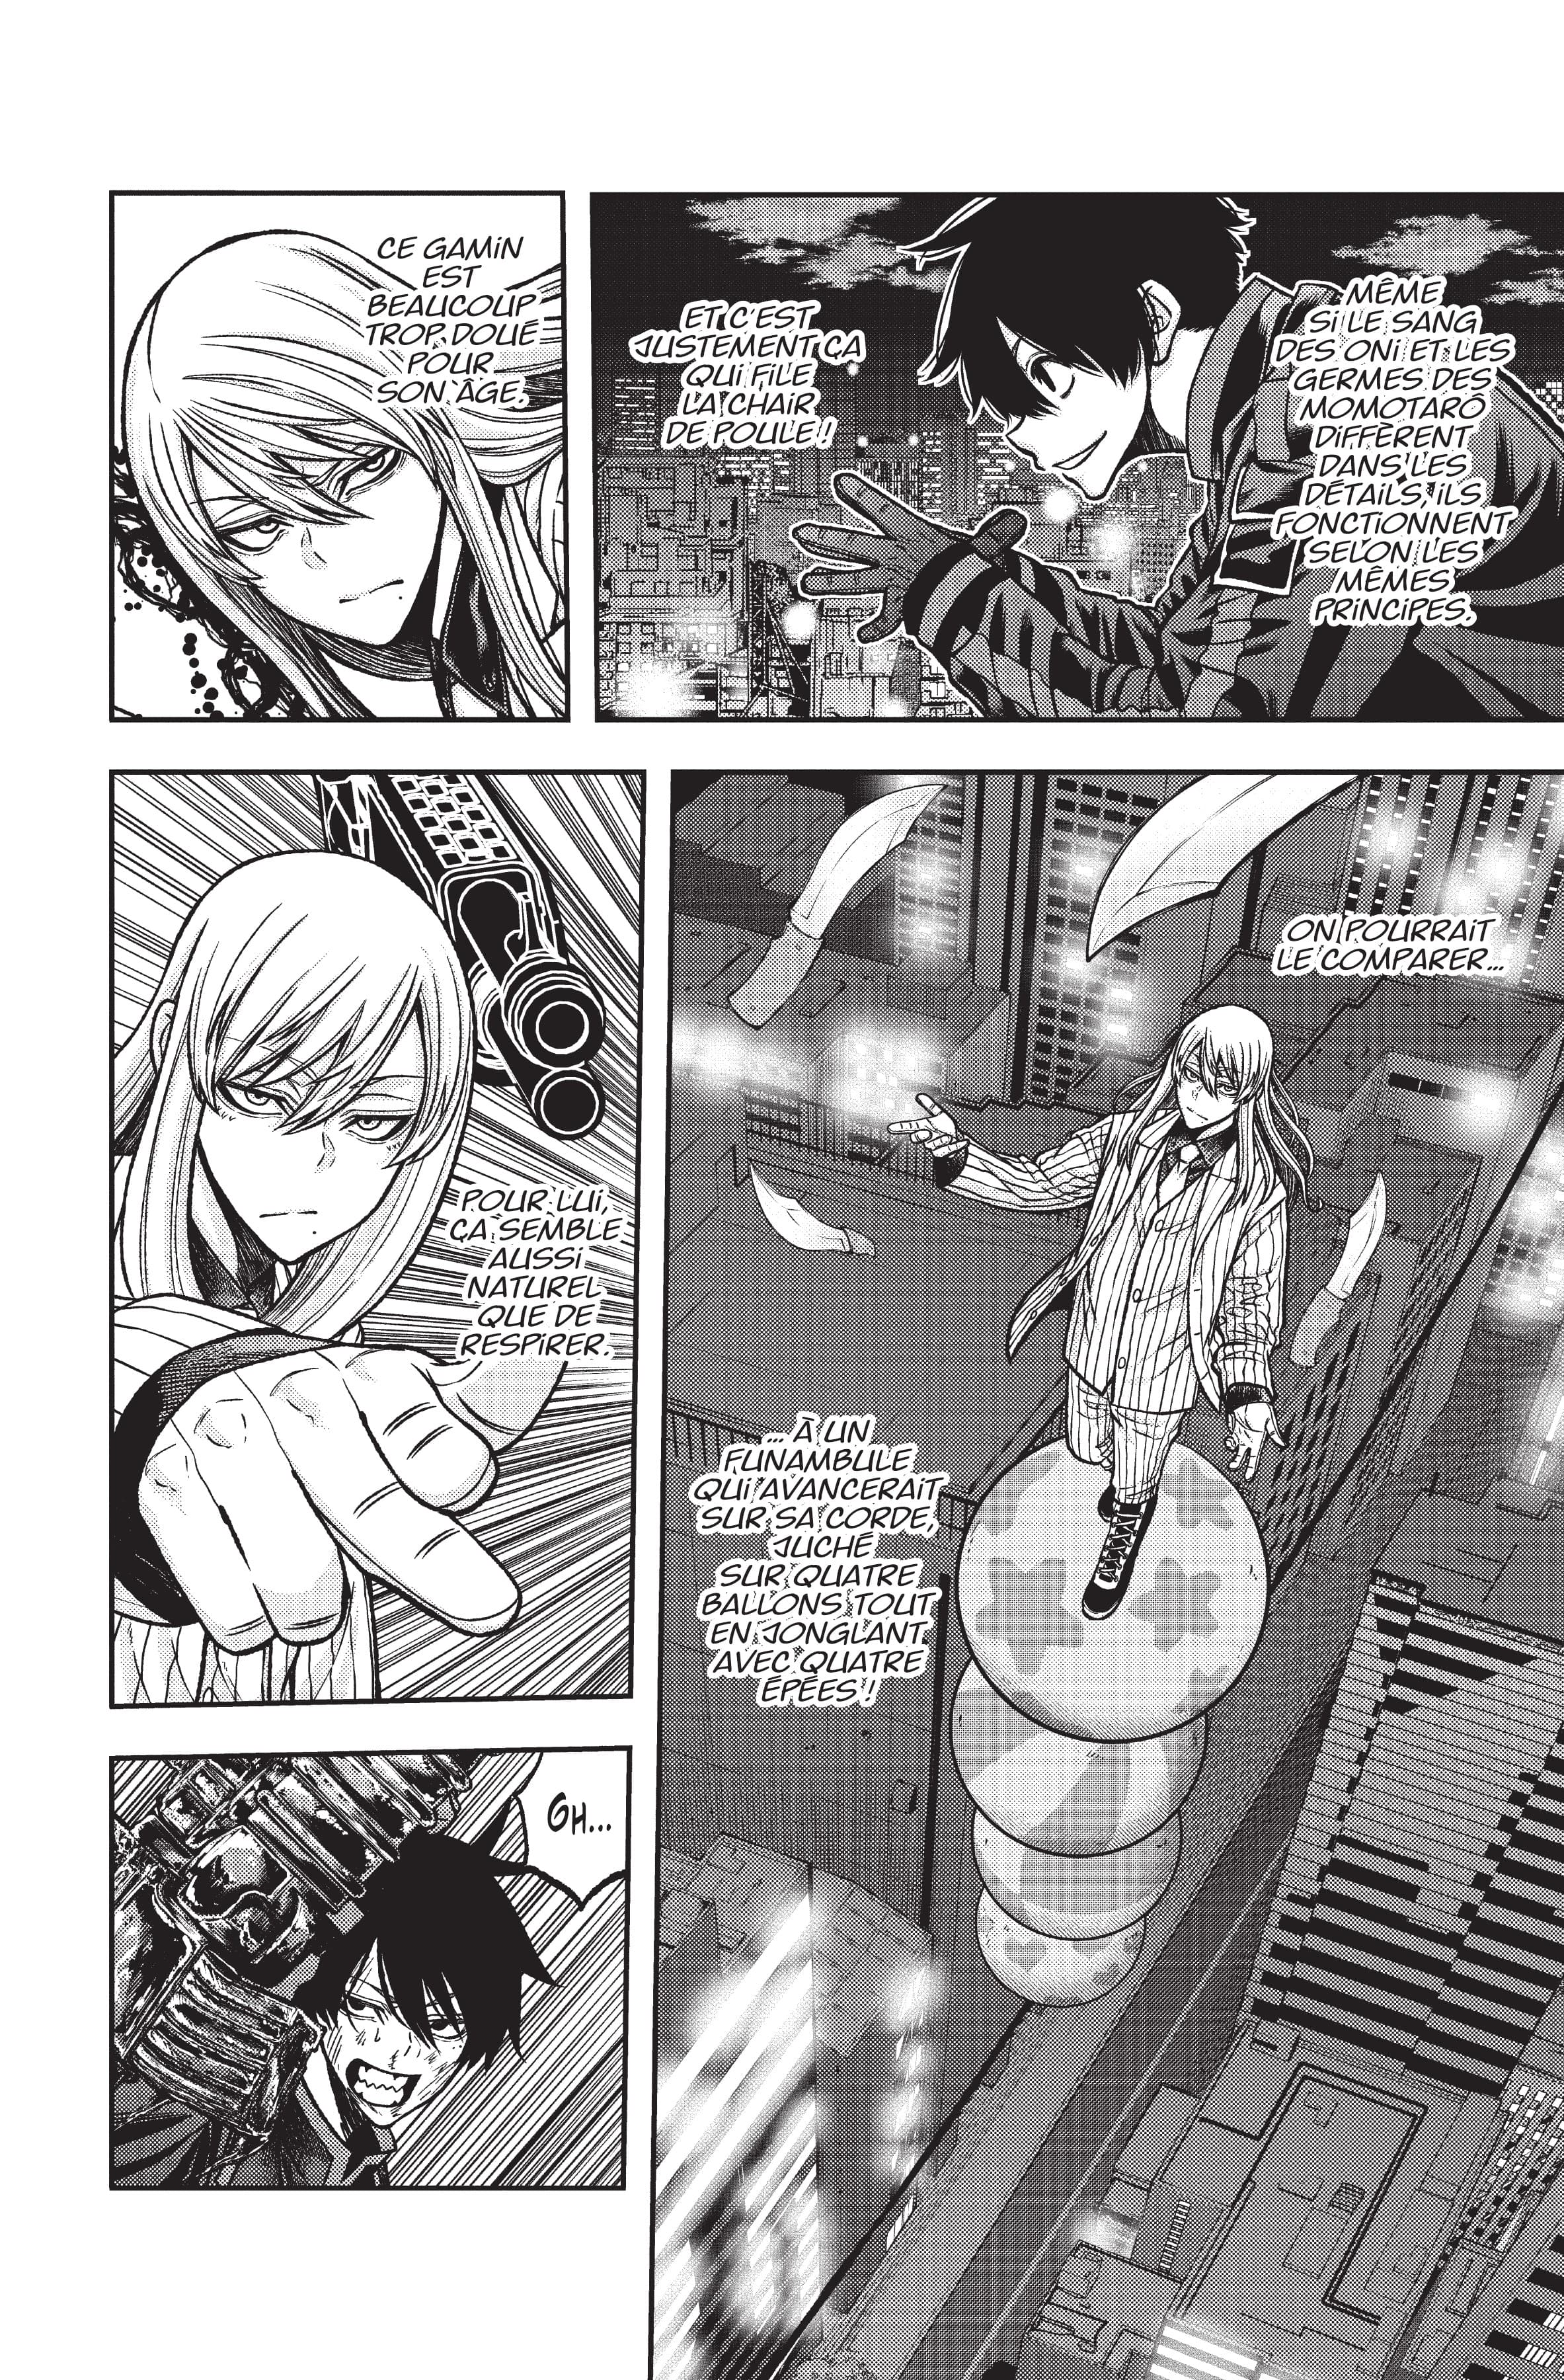 MÊME
SI LE SANG
DES ONI ET LES
GERMES DES
MOMOTARÔ
DIFFÈRENT
DANS LES
DÉTAILS, ILS
FONCTIONNENT
SELON LES
MÊMES
PRINCIPES.
ET C'EST
JUSTEMENT ÇA
QUI FILE
LA CHAIR
DE POULE !
CE GAMIN
EST
BEAUCOUP
TROP DOUÉ
POUR
SON ÂGE.
ON POURRAIT
LE COMPARER...
... À UN
FUNAMBULE
QUI AVANCERAIT
SUR SA CORDE,
JUCHÉ
SUR QUATRE
BALLONS TOUT
EN JONGLANT
AVEC QUATRE
ÉPÉES !
POUR LUI,
ÇA SEMBLE
AUSSI
NATUREL
QUE DE
RESPIRER.
GH...